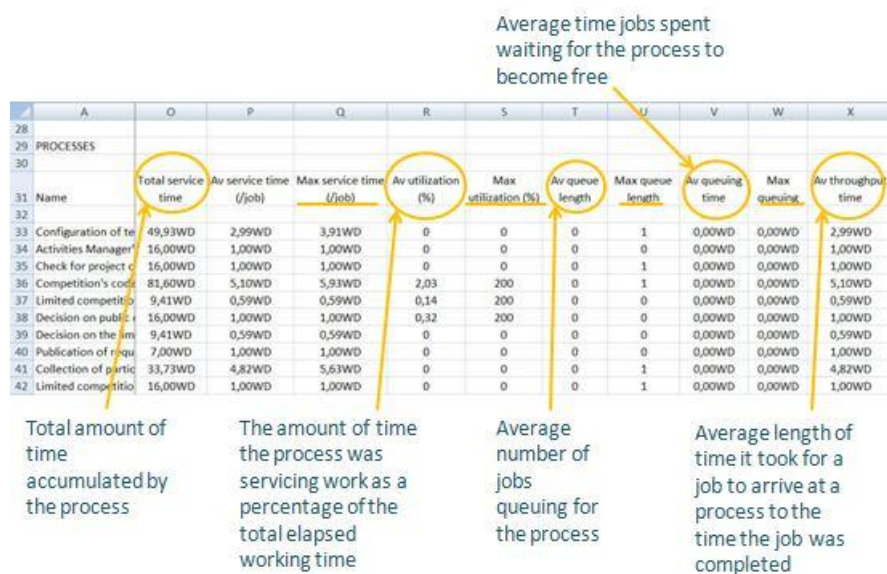 Average time jobs spent
waiting for the process to
become free
A O P Q R S T U V W X
28
29 PROCESSES
30
Total service Av service time Max service time Av utilization Max Av queue Max queue Av queuing Max Av throughput
31 Name time (/job) (/job) (%) utilization (%) length length time queuing time
32
33 Configuration of te 49,93WD 2,99WD 3,91WD 0 0 0 1 0,00WD 0,00WD 2,99WD
34 Activities Manager' 16,00WD 1,00WD 1,00WD 0 0 0 0 0,00WD 0,00WD 1,00WD
35 Check for project c 16,00WD 1,00WD 1,00WD 0 0 0 1 0,00WD 0,00WD 1,00WD
36 Competition's code 81,60WD 5,10WD 5,93WD 2,03 200 0 1 0,00WD 0,00WD 5,10WD
37 Limited competitio 9,41WD 0,59WD 0,59WD 0,14 200 0 0 0,00WD 0,00WD 0,59WD
38 Decision on public 16,00WD 1,00WD 1,00WD 0,32 200 0 0 0,00WD 0,00WD 1,00WD
39 Decision on the lim 9,41WD 0,59WD 0,59WD 0 0 0 0 0,00WD 0,00WD 0,59WD
40 Publication of requ 7,00WD 1,00WD 1,00WD 0 0 0 0 0,00WD 0,00WD 1,00WD
41 Collection of partic 33,73WD 4,82WD 5,63WD 0 0 0 1 0,00WD 0,00WD 4,82WD
42 Limited competitio 16,00WD 1,00WD 1,00WD 0 0 0 1 0,00WD 0,00WD 1,00WD
Total amount of
time
accumulated by
the process
The amount of time
the process was
servicing work as a
percentage of the
total elapsed
working time
Average
number of
jobs
queuing for
the process
Average length of
time it took for a
job to arrive at a
process to the
time the job was
completed